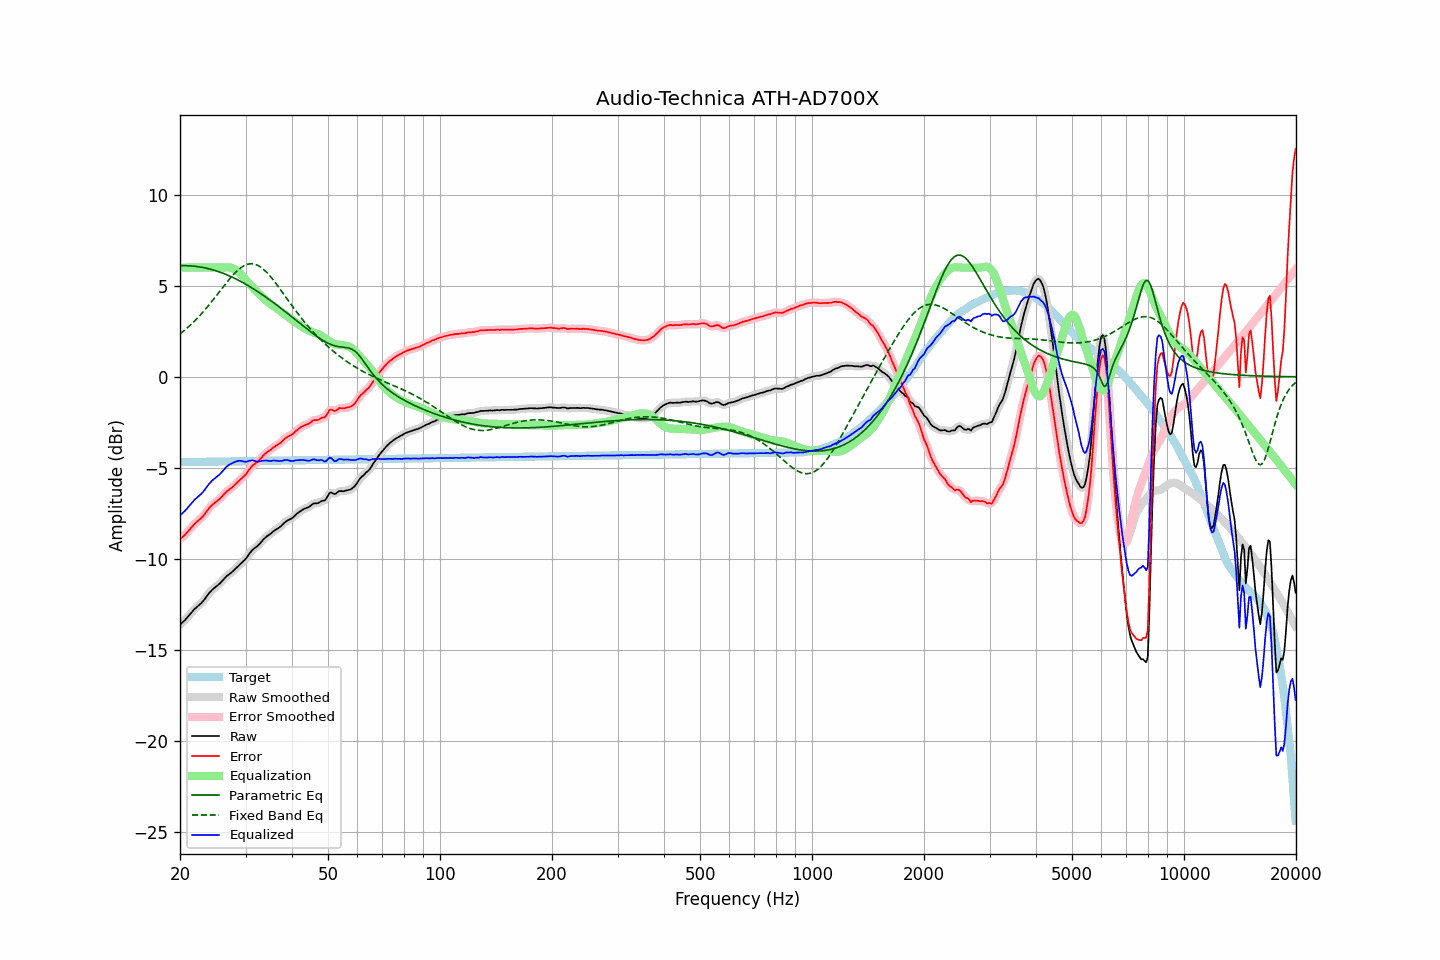 Audio-Technica ATH-AD700X
Amplitude (dBr)
10
5
0
−5
−10
−15
−20
−25
Target
Raw Smoothed
Error Smoothed
Raw
Error
Equalization
Parametric Eq
Fixed Band Eq
Equalized
20 50 100 200 500 1000 2000 5000 10000 20000
Frequency (Hz)